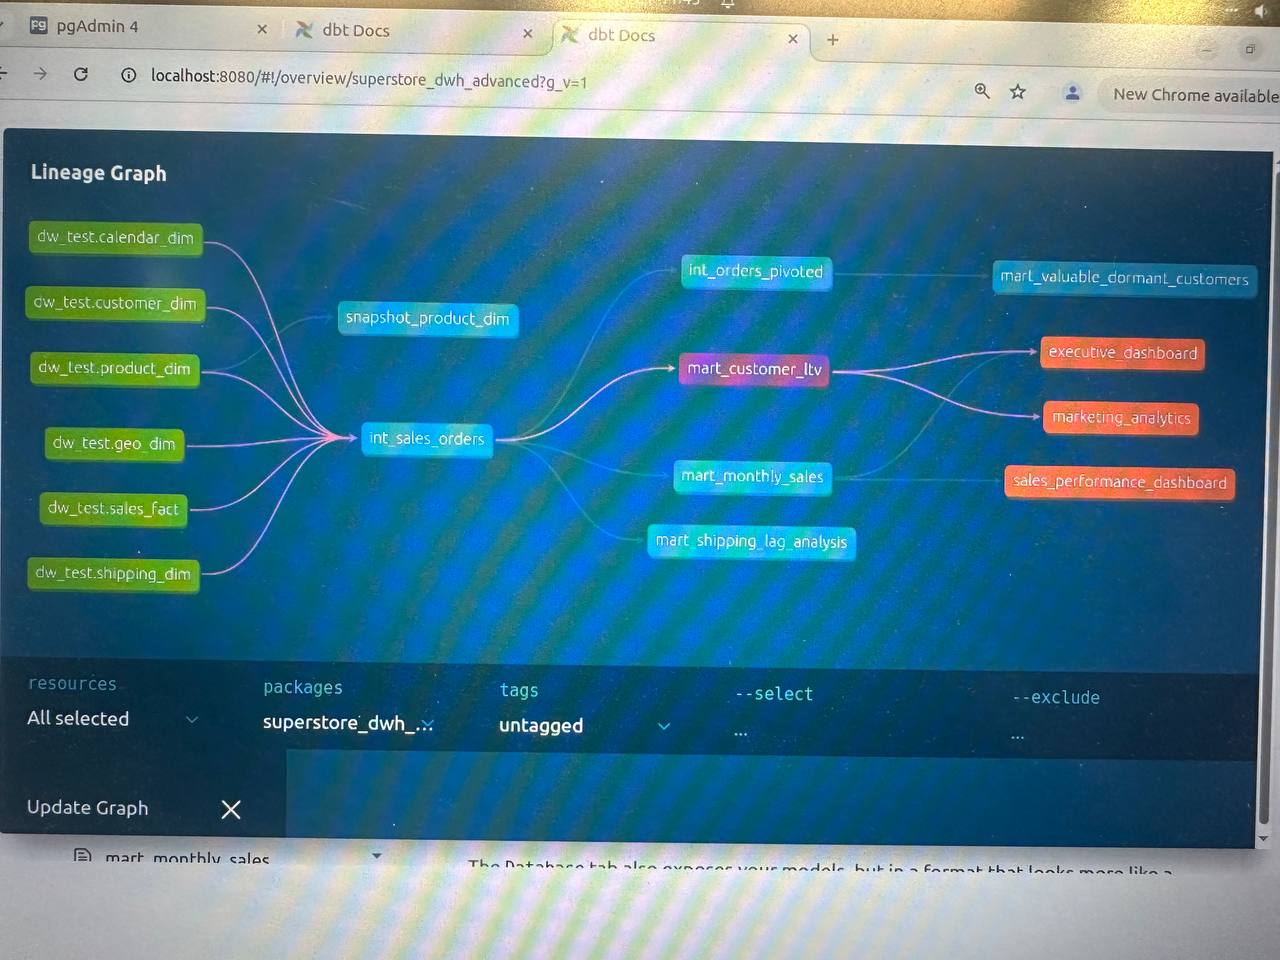 pgAdmin 4
dbt Docs
dbt Docs
localhost:8080/#!/overview/superstore_dwh_advanced?g_v=1
New Chrome available
Lineage Graph
dw_test.calendar_dim
dw_test.customer_dim
dw_test.product_dim
dw_test.geo_dim
dw_test.sales_fact
dw_test.shipping_dim
snapshot_product_dim
int_sales_orders
int_orders_pivoted
mart_customer_ltv
mart_monthly_sales
mart_shipping_lag_analysis
mart_valuable_dormant_customers
executive_dashboard
marketing_analytics
sales_performance_dashboard
resources
All selected
packages
superstore_dwh_...
tags
untagged
--select
...
--exclude
...
Update Graph
mart_monthly_sales
The Database tab also exposes your models, but in a format that looks more like a